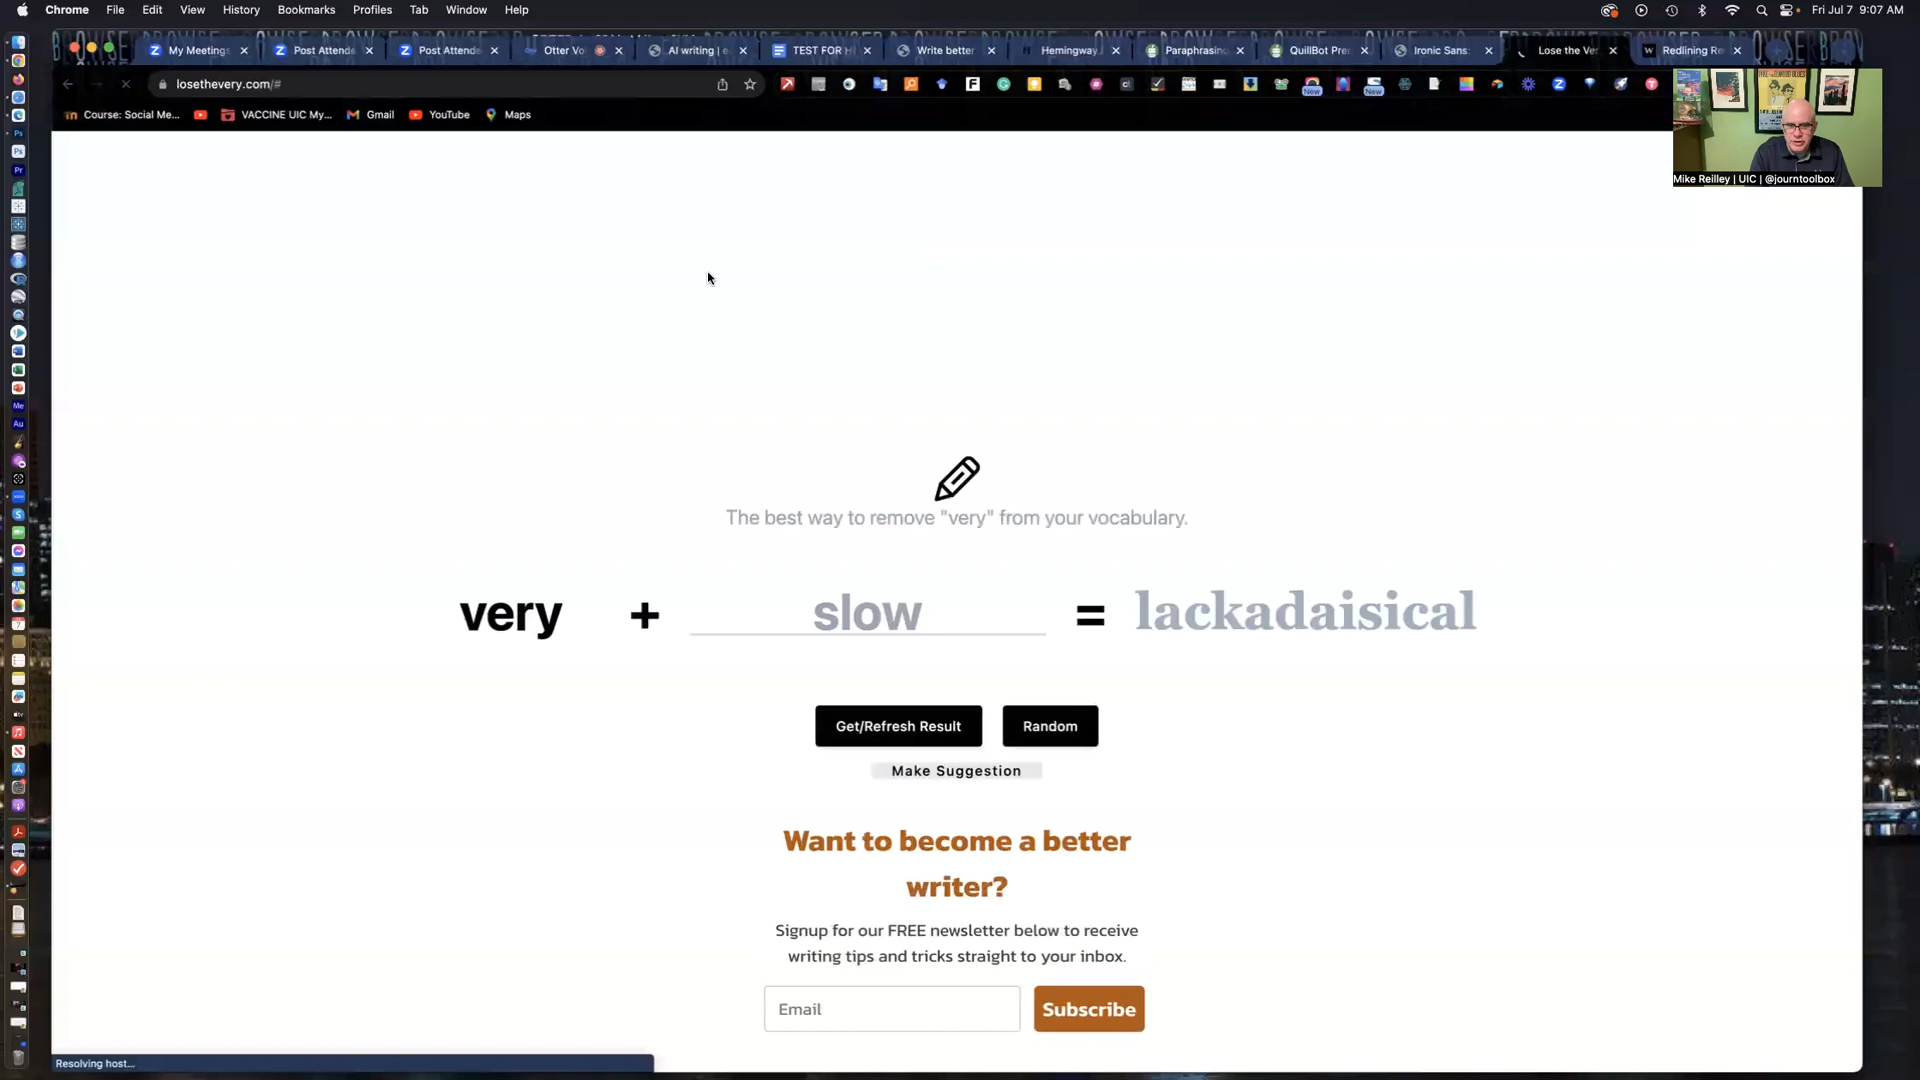 Chrome File Edit View History Bookmarks Profiles Tab Window Help
Fri Jul 7 9:07 AM
My Meetings
Post Attende
Post Attende
Otter Vo
AI writing | e
TEST FOR H
Write better
Hemingway
Paraphrasin
QuillBot Pre
Ironic Sans:
Lose the Ve
Redlining Re
losethevery.com/#
New
New
Course: Social Me...
VACCINE UIC My...
Gmail
YouTube
Maps
Mike Reilley | UIC | @journtoolbox
The best way to remove "very" from your vocabulary.
very + slow = lackadaisical
Get/Refresh Result Random
Make Suggestion
Want to become a better
writer?
Signup for our FREE newsletter below to receive
writing tips and tricks straight to your inbox.
Email Subscribe
Resolving host...